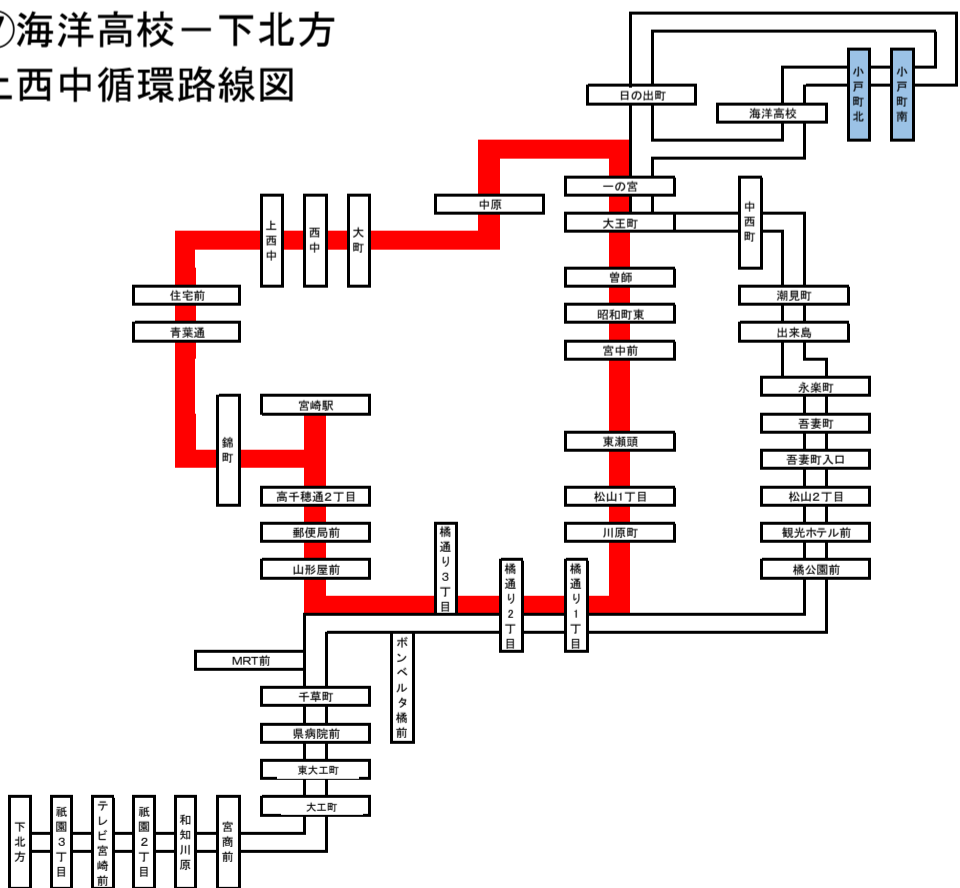 ⑦海洋高校－下北方
上西中循環路線図
日の出町
海洋高校
小戸町北
小戸町南
一の宮
中原
大王町
中西町
上西中
西中
大町
曽師
住宅前
潮見町
昭和町東
青葉通
出来島
宮中前
永楽町
宮崎駅
吾妻町
錦町
東瀬頭
吾妻町入口
高千穂通2丁目
松山1丁目
松山2丁目
郵便局前
川原町
観光ホテル前
山形屋前
橘通り3丁目
橘通り2丁目
橘通り1丁目
橘公園前
MRT前
ボンベルタ橘前
千草町
県病院前
東大工町
大工町
下北方
祇園3丁目
テレビ宮崎前
祇園2丁目
和知川原
宮商前